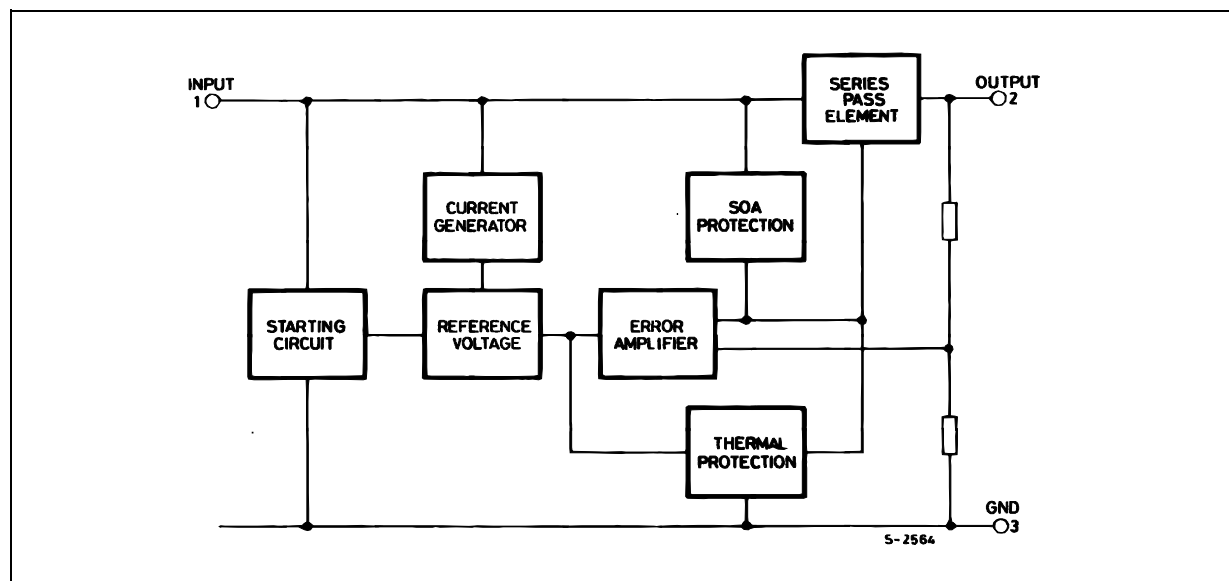 INPUT
1
SERIES
PASS
ELEMENT
OUTPUT
2
CURRENT
GENERATOR
SOA
PROTECTION
STARTING
CIRCUIT
REFERENCE
VOLTAGE
ERROR
AMPLIFIER
THERMAL
PROTECTION
GND
3
S-2564